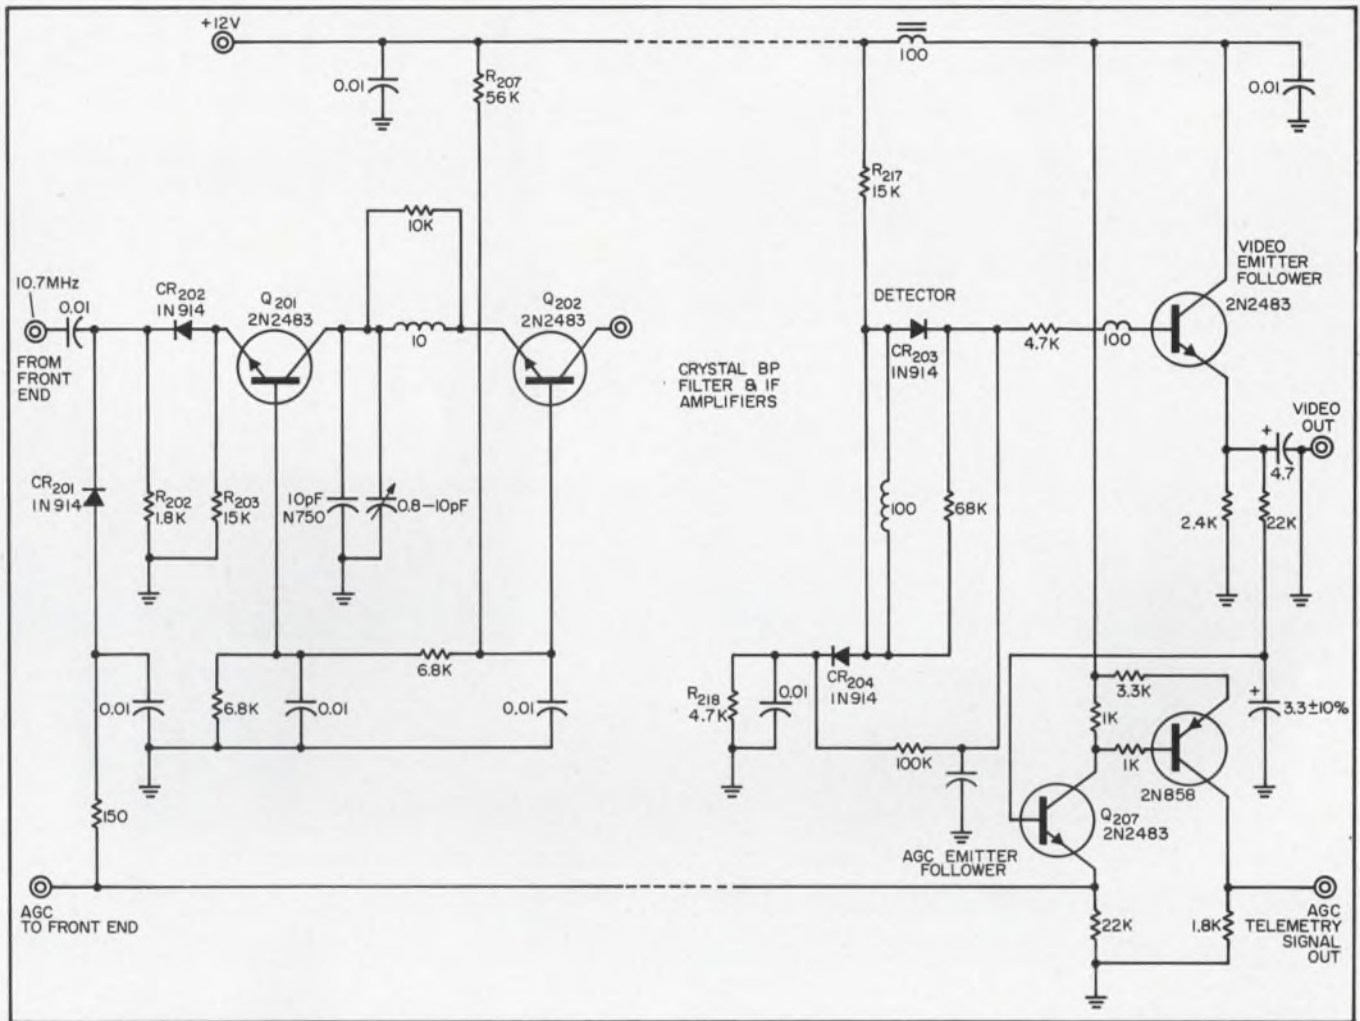 +12V
0.01
R207
56K
100
0.01
R217
15K
10K
10.7MHz
0.01
CR202
1N914
Q201
2N2483
Q202
2N2483
10
FROM
FRONT
END
CRYSTAL BP
FILTER & IF
AMPLIFIERS
DETECTOR
CR203
1N914
4.7K
100
VIDEO
EMITTER
FOLLOWER
2N2483
VIDEO
OUT
+
4.7
CR201
1N914
R202
1.8K
R203
15K
10pF
N750
0.8-10pF
100
68K
2.4K
22K
0.01
6.8K
0.01
6.8K
0.01
R218
4.7K
0.01
CR204
1N914
100K
3.3K
1K
1K
2N858
+
3.3±10%
150
Q207
2N2483
AGC EMITTER
FOLLOWER
AGC
TO FRONT END
22K
1.8K
AGC
TELEMETRY
SIGNAL
OUT